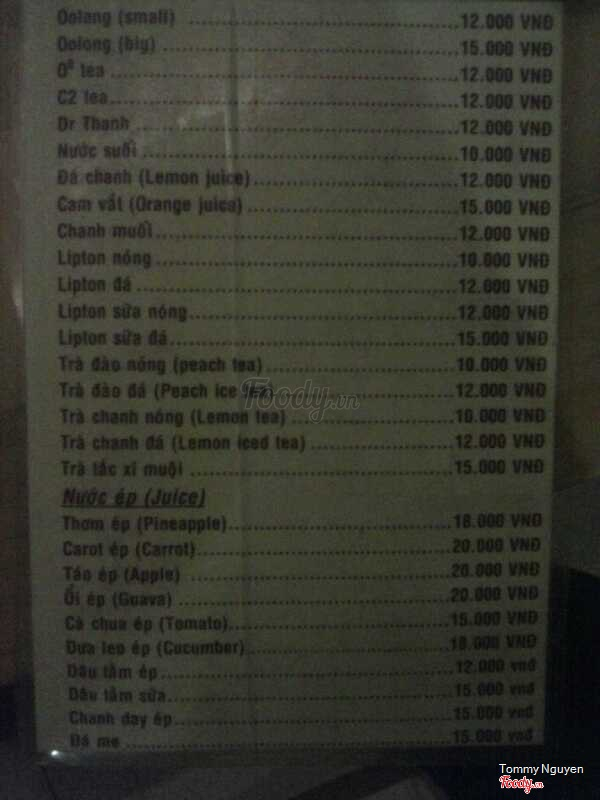 Oolang (small) ........ 12.000 VNĐ
Oolong (big) ........ 15.000 VNĐ
O° tea ........ 12.000 VNĐ
C2 tea ........ 12.000 VNĐ
Dr Thanh ........ 12.000 VNĐ
Nước suối ........ 10.000 VNĐ
Đá chanh (Lemon juice) ........ 12.000 VNĐ
Cam vắt (Orange juica) ........ 15.000 VNĐ
Chanh muối ........ 12.000 VNĐ
Lipton nóng ........ 10.000 VNĐ
Lipton đá ........ 12.000 VNĐ
Lipton sữa nóng ........ 12.000 VNĐ
Lipton sữa đá ........ 15.000 VNĐ
Trà đào nóng (peach tea) ........ 10.000 VNĐ
Trà đào đá (Peach ice tea) ........ 12.000 VNĐ
Trà chanh nóng (Lemon tea) ........ 10.000 VNĐ
Trà chanh đá (Lemon iced tea) ........ 12.000 VNĐ
Trà tắc xí muội ........ 15.000 VNĐ
Nước ép (Juice)
Thơm ép (Pineapple) ........ 18.000 VNĐ
Carot ép (Carrot) ........ 20.000 VNĐ
Táo ép (Apple) ........ 20.000 VNĐ
Ổi ép (Guava) ........ 20.000 VNĐ
Cà chua ép (Tomato) ........ 15.000 VNĐ
Dưa leo ép (Cucumber) ........ 18.000 VNĐ
Dâu tằm ép ........ 12.000 vnđ
Dâu tằm sữa ........ 15.000 vnđ
Chanh day ép ........ 15.000 vnđ
Đá me ........ 15.000 vnđ
Foody.vn
Tommy Nguyen
Foody.vn